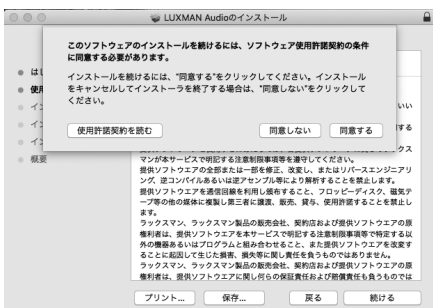 LUXMAN Audioのインストール
このソフトウェアのインストールを続けるには、ソフトウェア使用許諾契約の条件
に同意する必要があります。
インストールを続けるには、"同意する"をクリックしてください。インストール
をキャンセルしてインストーラを終了する場合は、"同意しない"をクリックして
ください。
使用許諾契約を読む
同意しない
同意する
は
使用
イン
イン
イン
概要
いい
する
マンが本サービスで明記する注意制限事項等を遵守してください。
提供ソフトウェアの全部または一部を修正、改変し、またはリバースエンジニアリ
ング、逆コンパイルあるいは逆アセンブル等により解析することを禁止します。
提供ソフトウェアを通信回線を利用し頒布すること、フロッピーディスク、磁気テ
ープ等の他の媒体に複製し第三者に譲渡、販売、貸与、使用許諾することを禁止し
ます。
ラックスマン、ラックスマン製品の販売会社、契約店および提供ソフトウエアの原
権利者は、提供ソフトウエアを本サービスで明記する注意制限事項等で特定する以
外の機器あるいはプログラムと組み合わせること、また提供ソフトウエアを改変す
ることに起因して生じた損害、損失等に関し責任を負うものではありません。
ラックスマン、ラックスマン製品の販売会社、契約店および提供ソフトウエアの原
権利者は、提供ソフトウエアに関し何らの保証責任および賠償責任も負うものでは
プリント...
保存...
戻る
続ける